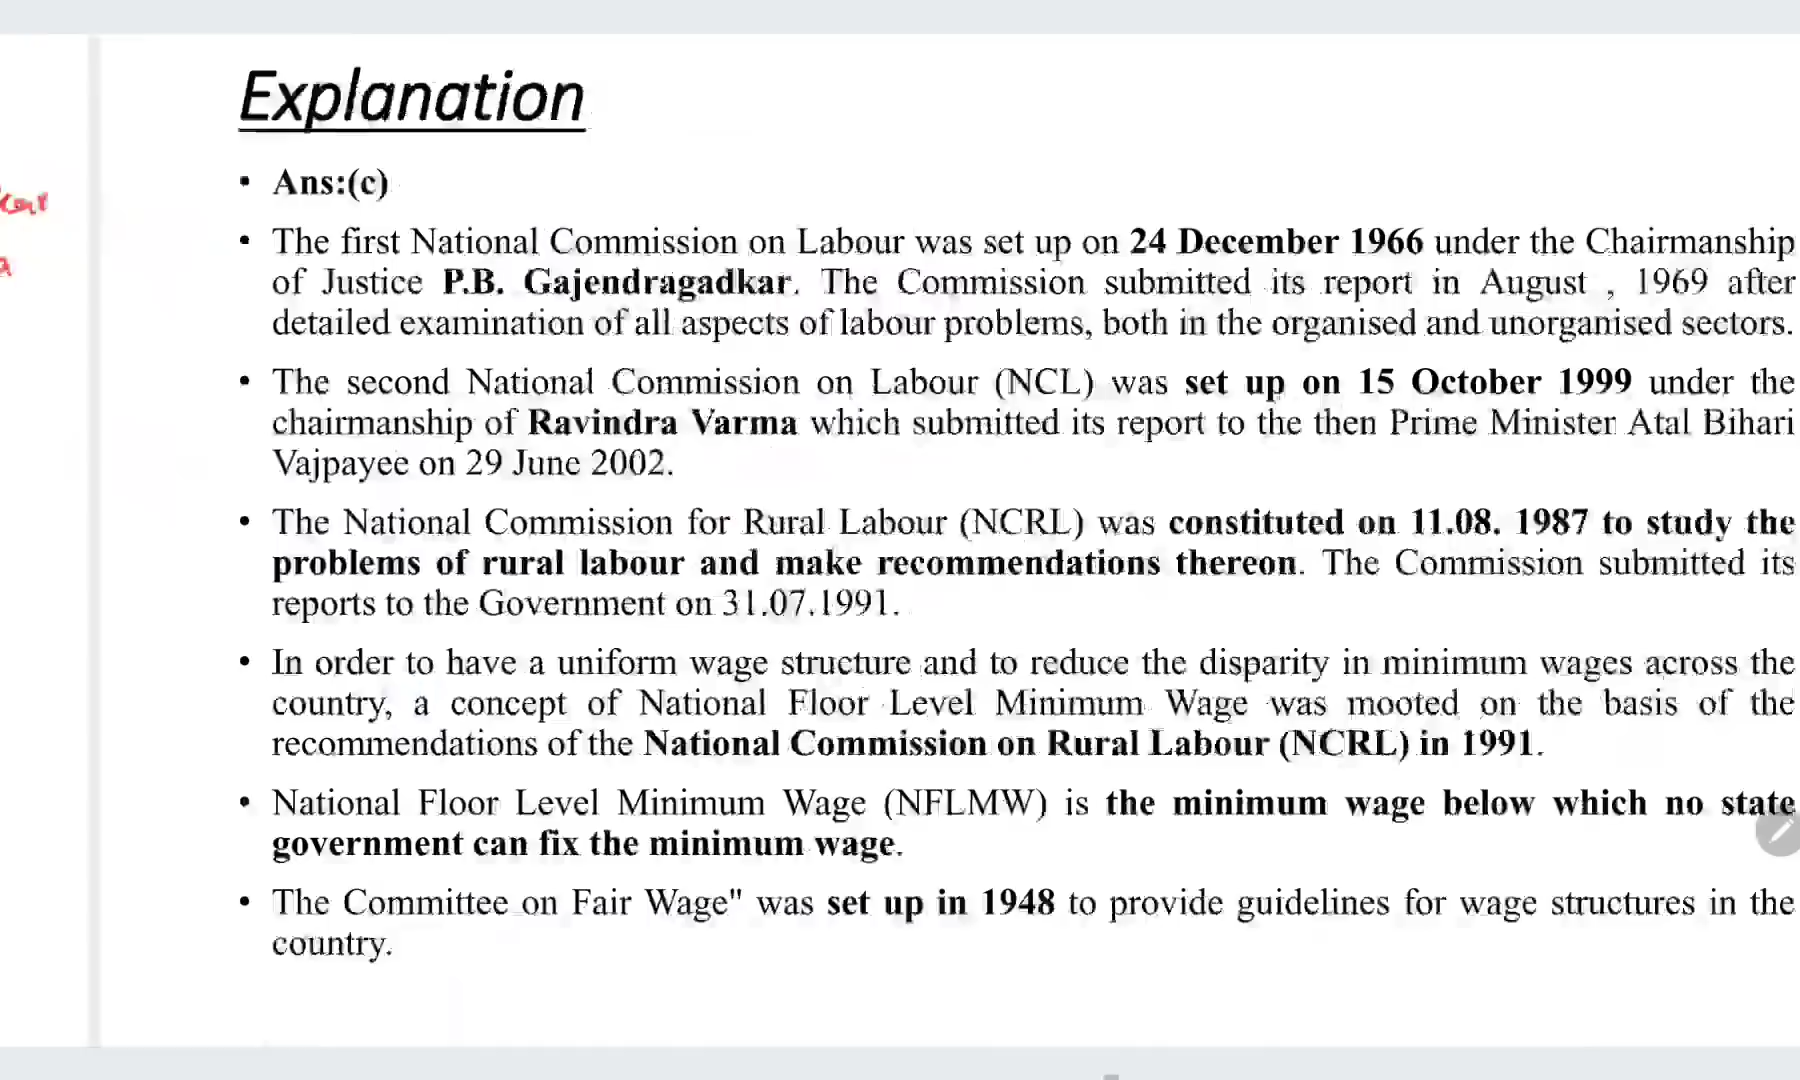 Explanation
• Ans:(c)
• The first National Commission on Labour was set up on 24 December 1966 under the Chairmanship
of Justice P.B. Gajendragadkar. The Commission submitted its report in August , 1969 after
detailed examination of all aspects of labour problems, both in the organised and unorganised sectors.
• The second National Commission on Labour (NCL) was set up on 15 October 1999 under the
chairmanship of Ravindra Varma which submitted its report to the then Prime Minister Atal Bihari
Vajpayee on 29 June 2002.
• The National Commission for Rural Labour (NCRL) was constituted on 11.08. 1987 to study the
problems of rural labour and make recommendations thereon. The Commission submitted its
reports to the Government on 31.07.1991.
• In order to have a uniform wage structure and to reduce the disparity in minimum wages across the
country, a concept of National Floor Level Minimum Wage was mooted on the basis of the
recommendations of the National Commission on Rural Labour (NCRL) in 1991.
• National Floor Level Minimum Wage (NFLMW) is the minimum wage below which no state
government can fix the minimum wage.
• The Committee on Fair Wage" was set up in 1948 to provide guidelines for wage structures in the
country.